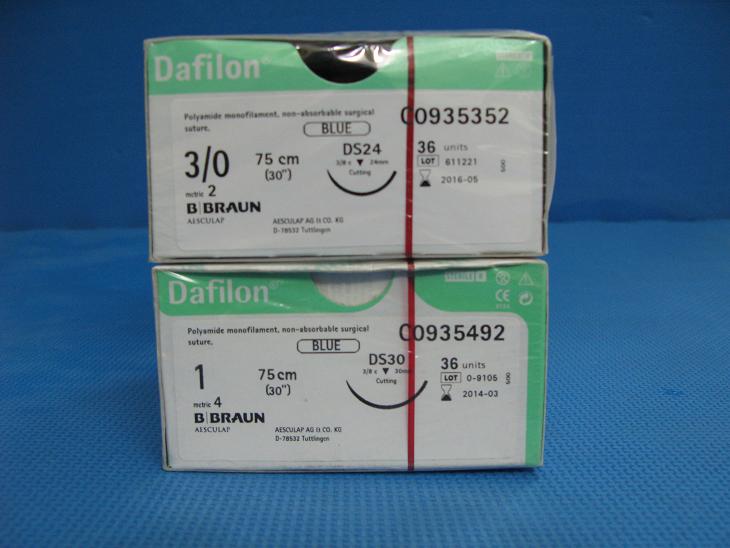 Dafilon®
Polyamide monofilament, non-absorbable surgical
suture.
BLUE
C0935352
3/0
75 cm
(30")
DS24
3/8 c ▼ 24mm
Cutting
36 units
LOT 611221
2016-05
metric 2
B|BRAUN
AESCULAP
AESCULAP AG & CO. KG
D-78532 Tuttlingen
Dafilon®
STERILE R
Polyamide monofilament, non-absorbable surgical
suture.
BLUE
C0935492
1
75 cm
(30")
DS30
3/8 c ▼ 30mm
Cutting
36 units
LOT 0-9105
2014-03
metric 4
B|BRAUN
AESCULAP
AESCULAP AG & CO. KG
D-78532 Tuttlingen